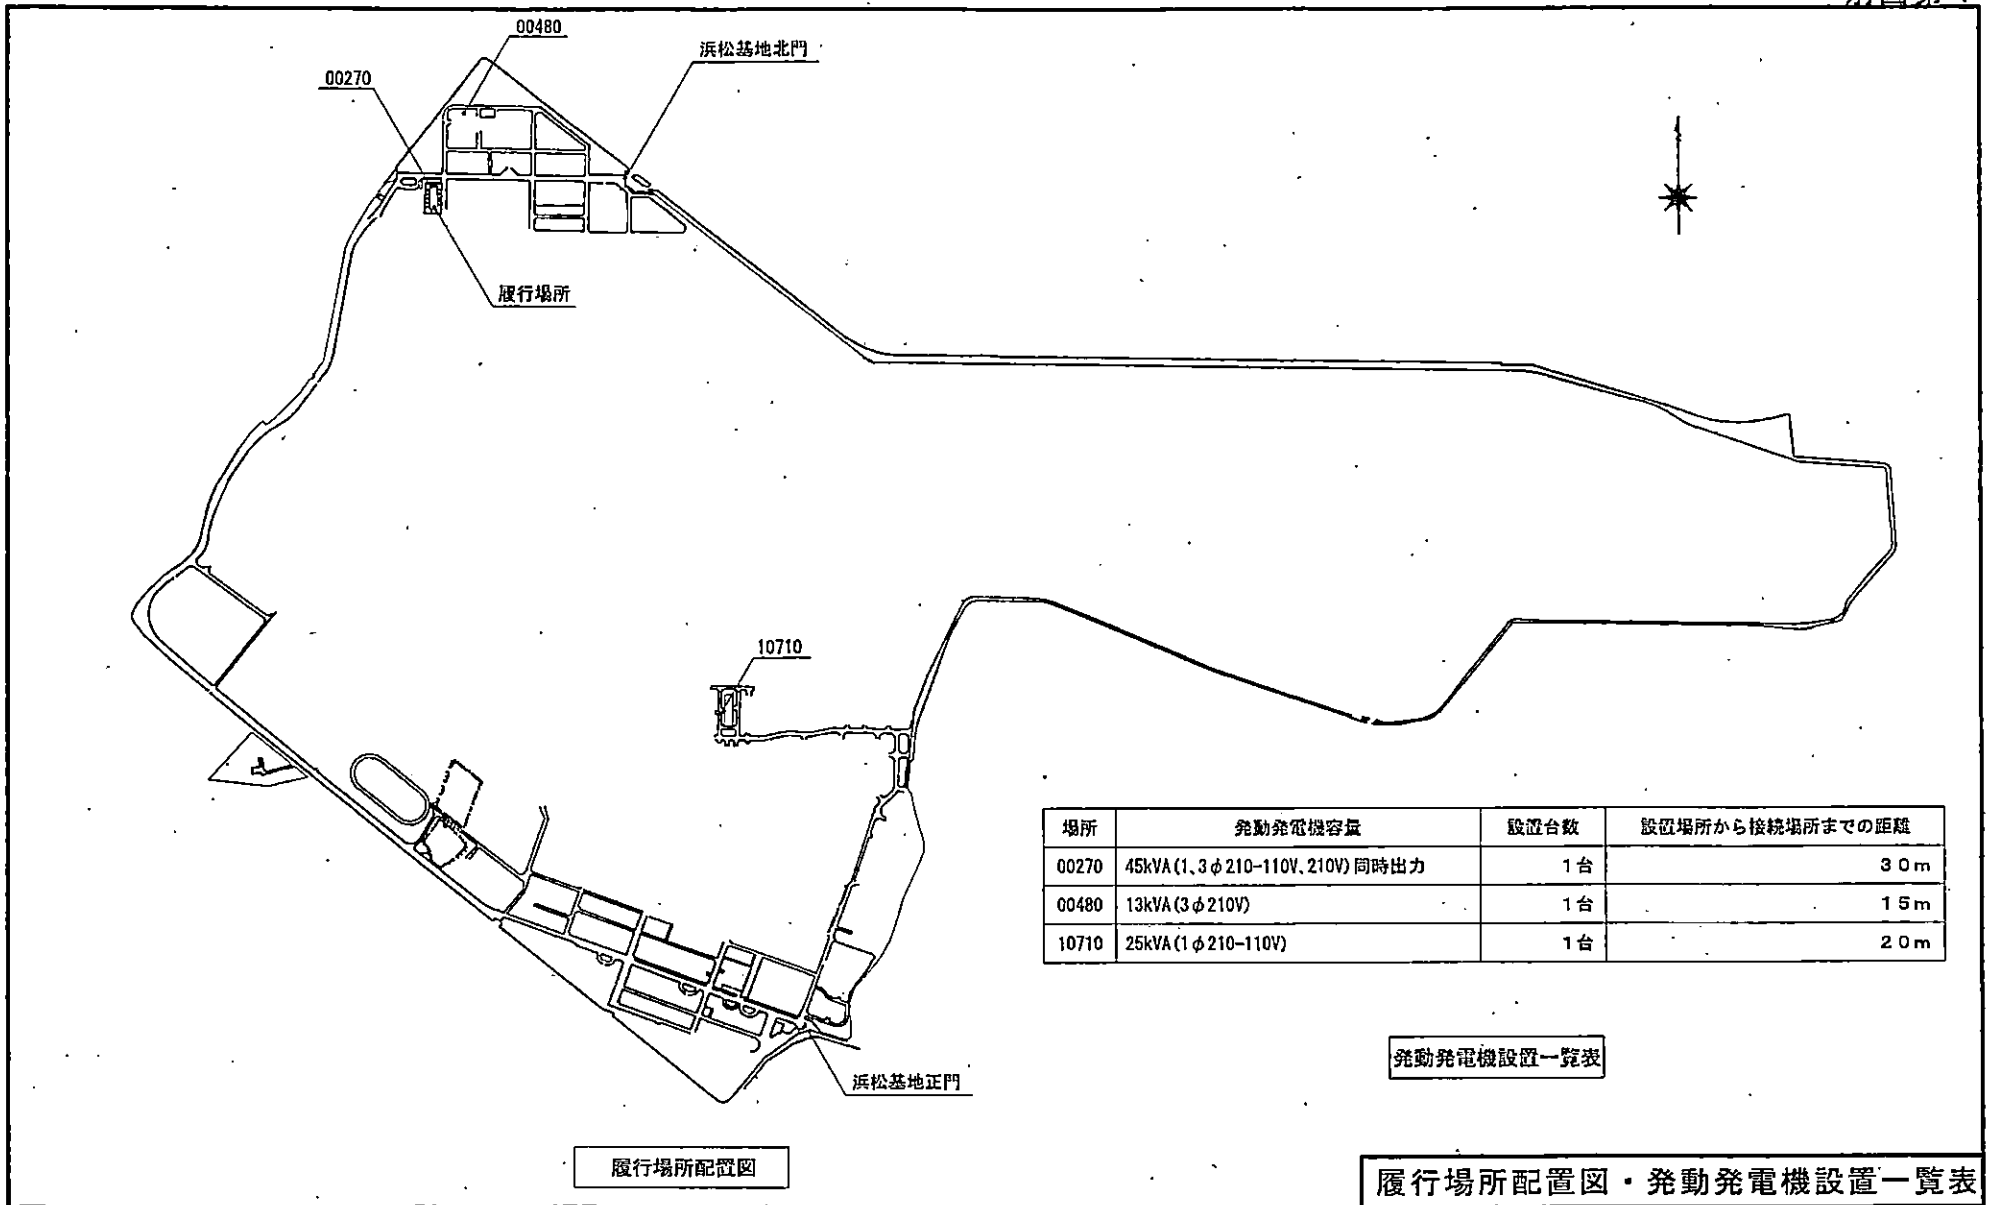 00480
浜松基地北門
00270
履行場所
10710
場所 発動発電機容量 設置台数 設置場所から接続場所までの距離
00270 45kVA(1、3φ210-110V、210V)同時出力 1台 30m
00480 13kVA(3φ210V) 1台 15m
10710 25kVA(1φ210-110V) 1台 20m
発動発電機設置一覧表
浜松基地正門
履行場所配置図
履行場所配置図・発動発電機設置一覧表